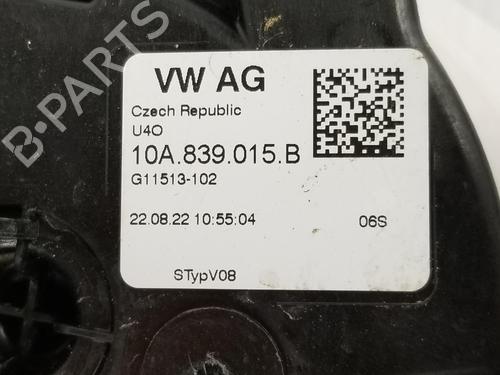 VW AG
Czech Republic
U4O
10A.839.015.B
G11513-102
22.08.22 10:55:04 06S
STypV08
B-PARTS